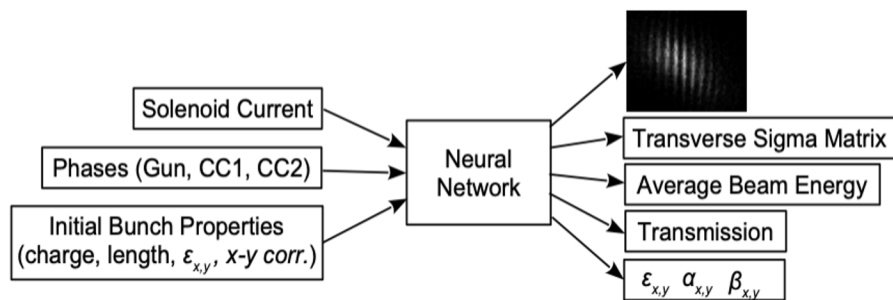 Solenoid Current
Phases (Gun, CC1, CC2)
Initial Bunch Properties
(charge, length, εx,y, x-y corr.)
Neural
Network
Transverse Sigma Matrix
Average Beam Energy
Transmission
εx,y αx,y βx,y